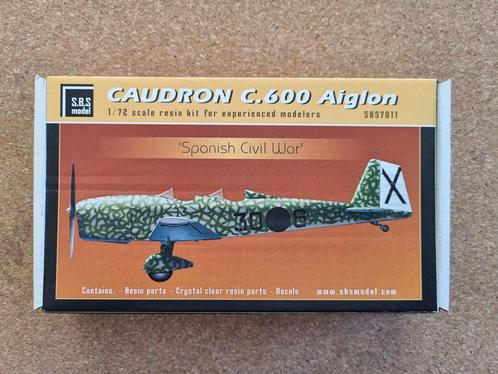 S.B.S
model
CAUDRON C.600 Aiglon
1/72 scale resin kit for experienced modelers
SBS7011
'Spanish Civil War'
30 6
X
Contains: - Resin parts - Crystal clear resin parts - Decals
www.sbsmodel.com